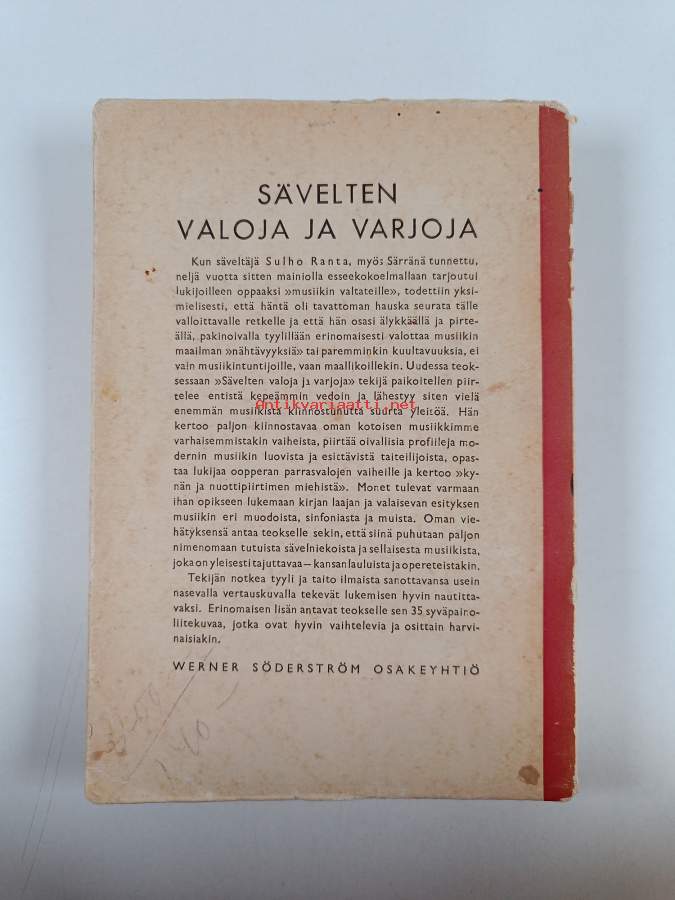 SÄVELTEN
VALOJA JA VARJOJA
Kun säveltäjä Sulho Ranta, myös Särränä tunnettu,
neljä vuotta sitten mainiolla esseekokoelmallaan tarjoutui
lukijoilleen oppaaksi »musiikin valtateille», todettiin yksi-
mielisesti, että häntä oli tavattoman hauska seurata tälle
valloittavalle retkelle ja että hän osasi älykkäällä ja pirte-
ällä, pakinoivalla tyylillään erinomaisesti valottaa musiikin
maailman »nähtävyyksiä» tai paremminkin kuultavuuksia, ei
vain musiikintuntijoille, vaan maallikoillekin. Uudessa teok-
sessaan »Sävelten valoja ja varjoja» tekijä paikoitellen piir-
telee entistä kepeämmin vedoin ja lähestyy siten vielä
Antikvariaatti.net
enemmän musiikista kiinnostunutta suurta yleisöä. Hän
kertoo paljon kiinnostavaa oman kotoisen musiikkimme
varhaisemmistakin vaiheista, piirtää oivallisia profiileja mo-
dernin musiikin luovista ja esittävistä taiteilijoista, opas-
taa lukijaa oopperan parrasvalojen vaiheille ja kertoo »ky-
nän ja nuottipiirtimen miehistä». Monet tulevat varmaan
ihan opikseen lukemaan kirjan laajan ja valaisevan esityksen
musiikin eri muodoista, sinfoniasta ja muista. Oman vie-
hätyksensä antaa teokselle sekin, että siinä puhutaan paljon
nimenomaan tutuista sävelniekoista ja sellaisesta musiikista,
joka on yleisesti tajuttavaa — kansanlauluista ja opereteistakin.
Tekijän notkea tyyli ja taito ilmaista sanottavansa usein
nasevalla vertauskuvalla tekevät lukemisen hyvin nautitta-
vaksi. Erinomaisen lisän antavat teokselle sen 35 syväpaino-
liitekuvaa, jotka ovat hyvin vaihtelevia ja osittain harvi-
naisiakin.
WERNER SÖDERSTRÖM OSAKEYHTIÖ